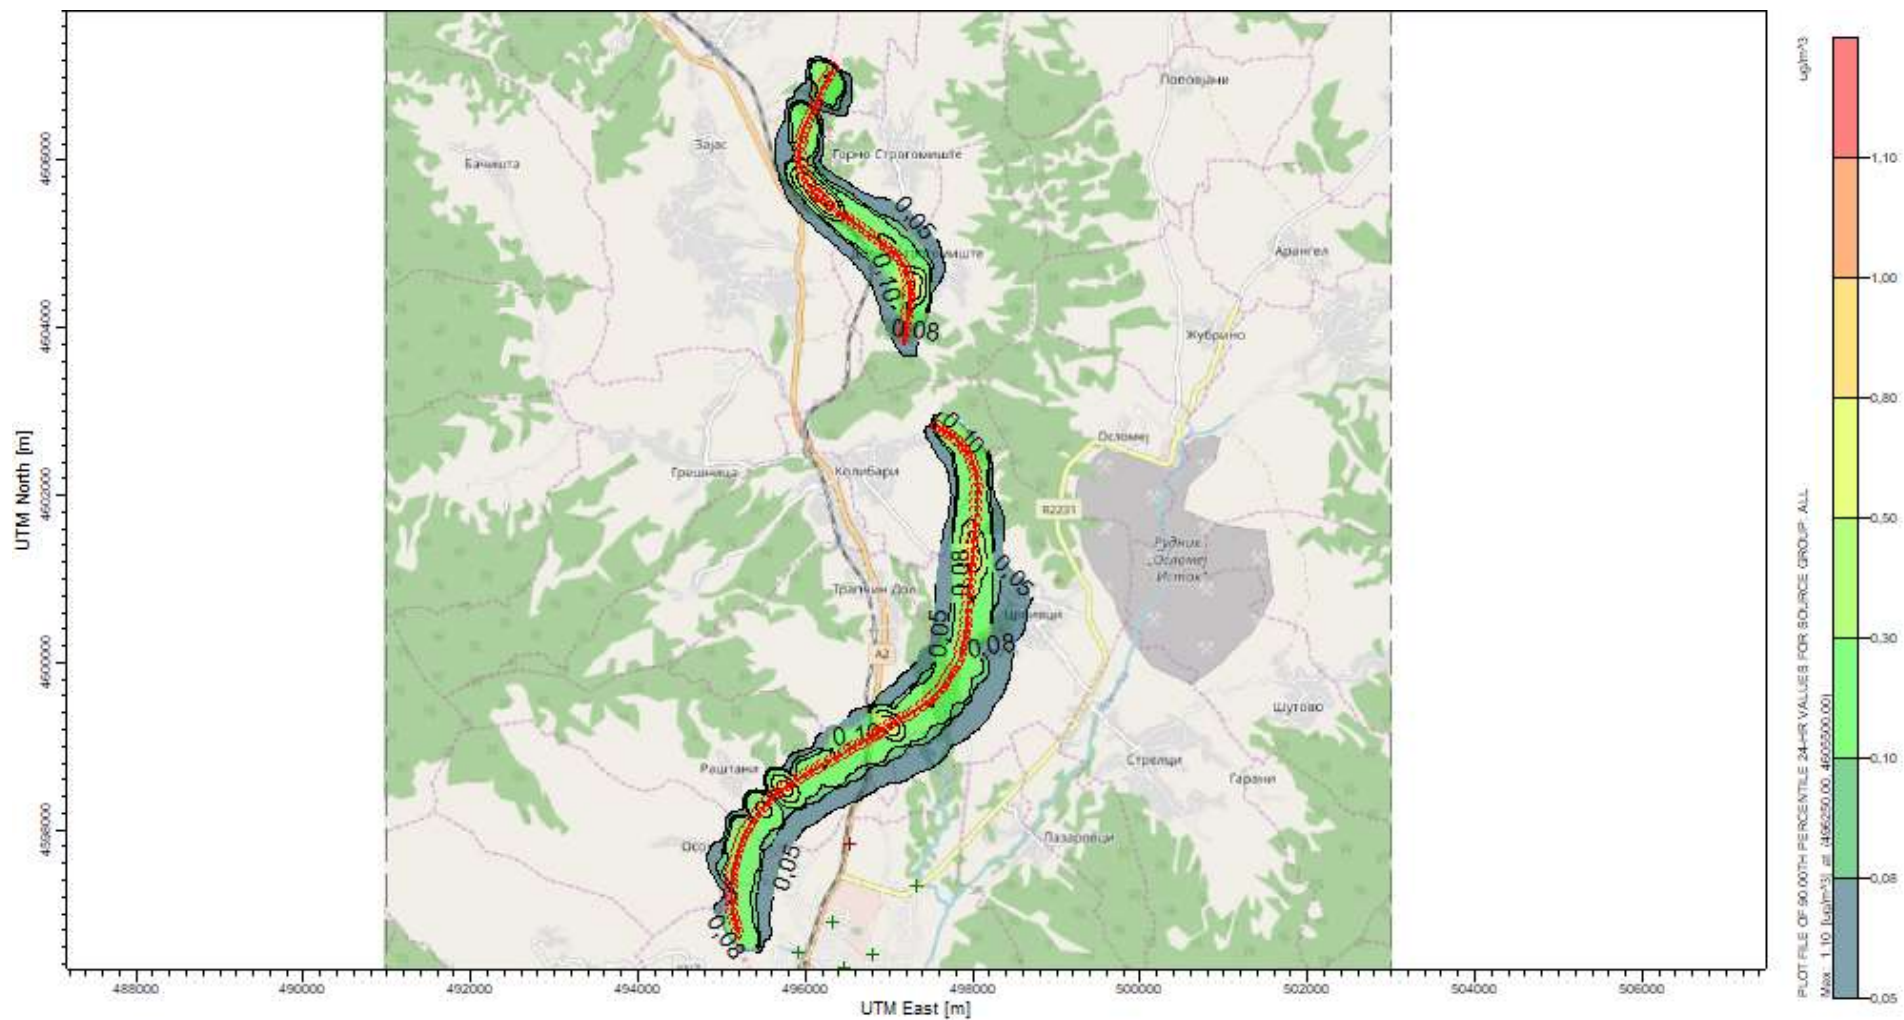 Поповјани
Зајас
Горно Строгомиште
Бачишта
0,05
Арангел
0,10
Жубрино
0,08
0,10
Осломеј
Грешница
Колибари
R2231
Рудник
„Осломеј
Исток“
0,08
0,05
Трапчин Дол
0,05
0,08
A2
Шутово
0,10
Раштани
Стрелци
Гарани
Лазаровци
0,05
0,08
UTM North [m]
4606000
4604000
4602000
4600000
4598000
488000
490000
492000
494000
496000
498000
500000
502000
504000
506000
UTM East [m]
ug/m^3
1,10
1,00
0,80
0,50
0,30
0,10
0,08
0,05
PLOT FILE OF 90.00TH PERCENTILE 24-HR VALUES FOR SOURCE GROUP: ALL
Max: 1.10 [ug/m^3] at (496250.00, 4605500.00)